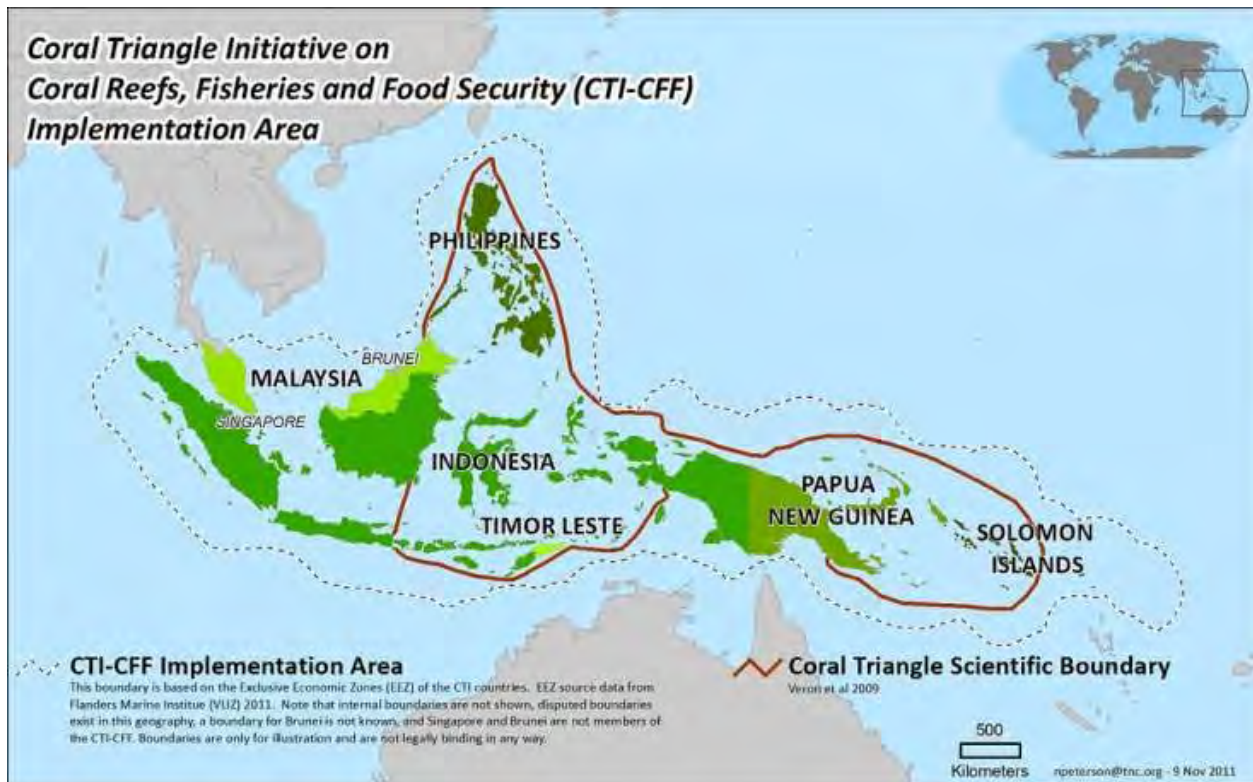 Coral Triangle Initiative on
Coral Reefs, Fisheries and Food Security (CTI-CFF)
Implementation Area
PHILIPPINES
BRUNEI
MALAYSIA
SINGAPORE
INDONESIA
PAPUA
NEW GUINEA
TIMOR LESTE
SOLOMON
ISLANDS
CTI-CFF Implementation Area
This boundary is based on the Exclusive Economic Zones (EEZ) of the CTI countries. EEZ source data from
Flanders Marine Institue (VLIZ) 2011. Note that internal boundaries are not shown, disputed boundaries
exist in this geography, a boundary for Brunei is not known, and Singapore and Brunei are not members of
the CTI-CFF. Boundaries are only for illustration and are not legally binding in any way.
Coral Triangle Scientific Boundary
Veron et al 2009
500
Kilometers
npeterson@tnc.org - 9 Nov 2011